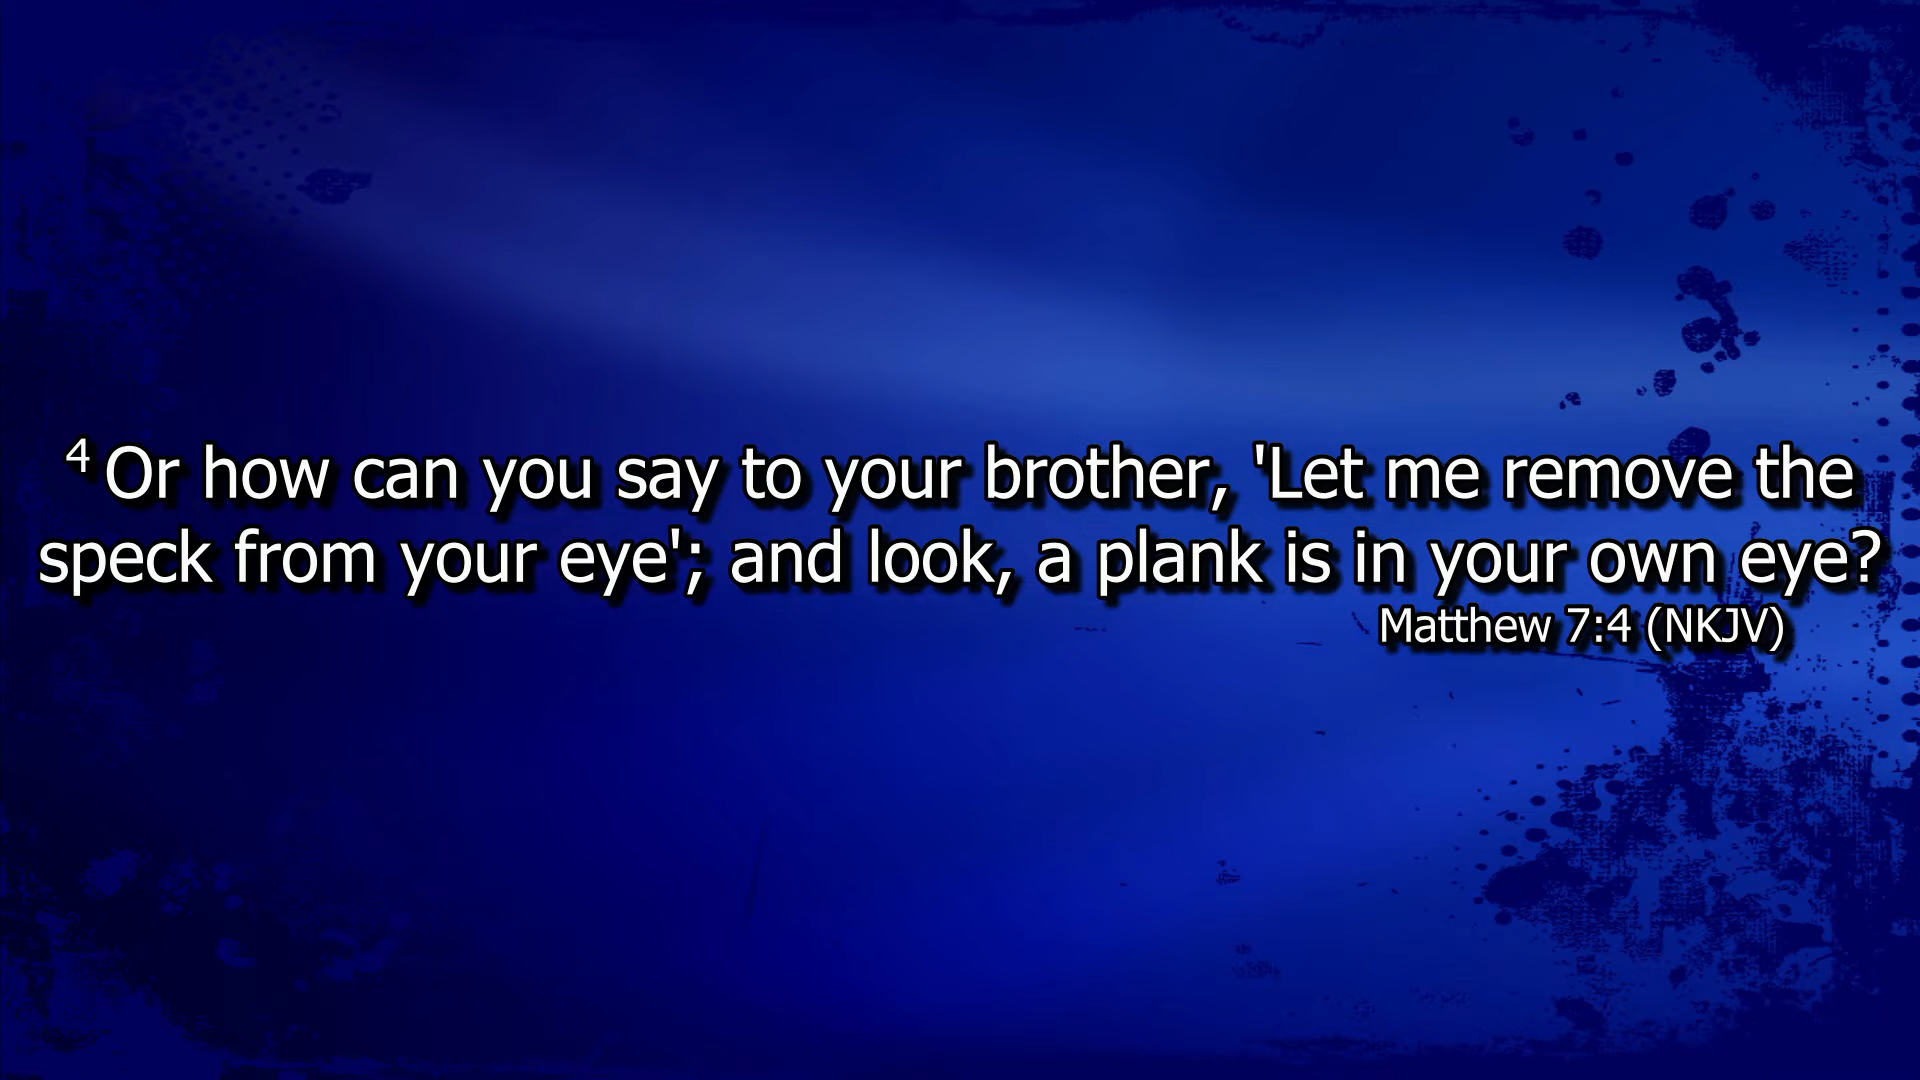 4 Or how can you say to your brother, 'Let me remove the
speck from your eye'; and look, a plank is in your own eye?
Matthew 7:4 (NKJV)